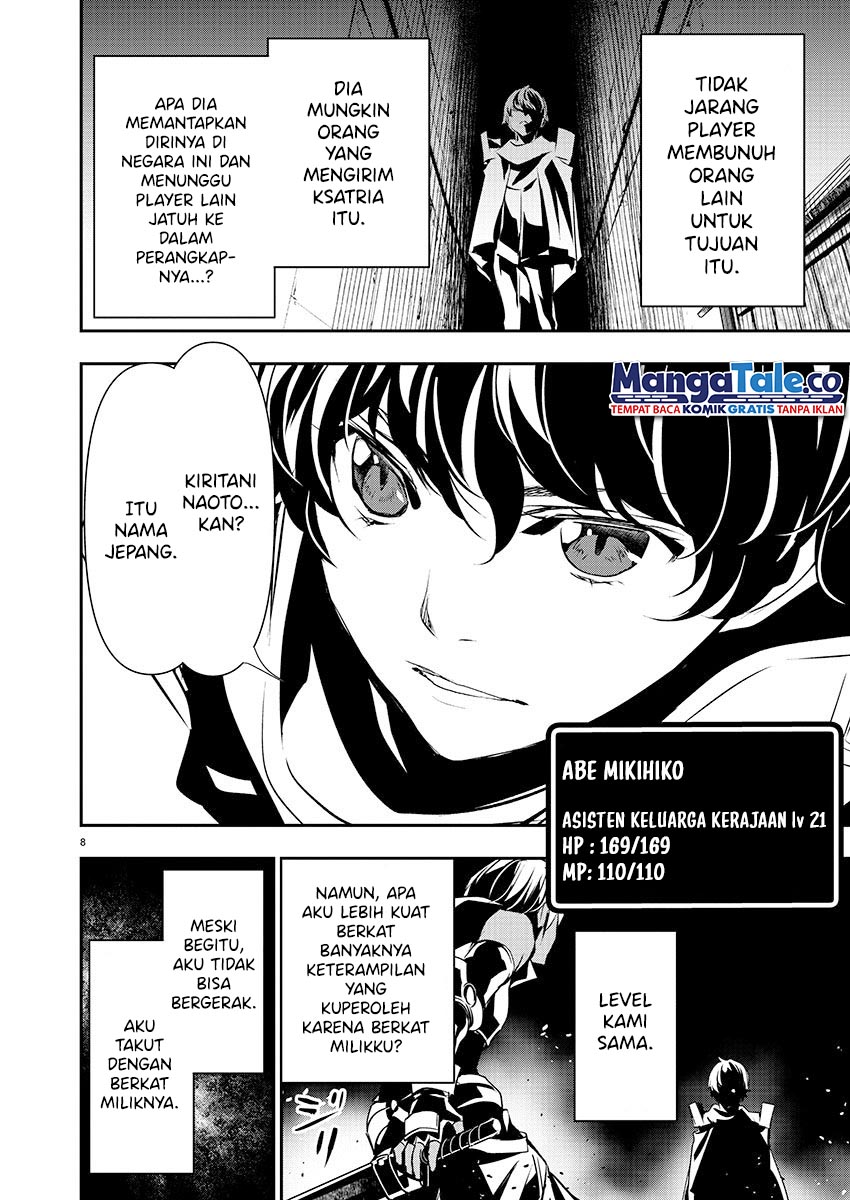 TIDAK
JARANG
PLAYER
MEMBUNUH
ORANG
LAIN
UNTUK
TUJUAN
ITU.
DIA
MUNGKIN
ORANG
YANG
MENGIRIM
KSATRIA
ITU.
APA DIA
MEMANTAPKAN
DIRINYA DI
NEGARA INI DAN
MENUNGGU
PLAYER LAIN
JATUH KE
DALAM
PERANGKAP-
NYA...?
MangaTale.co
TEMPAT BACA KOMIK GRATIS TANPA IKLAN
KIRITANI
NAOTO...
KAN?
ITU
NAMA
JEPANG.
ABE MIKIHIKO
ASISTEN KELUARGA KERAJAAN lv 21
HP : 169/169
MP: 110/110
8
LEVEL
KAMI
SAMA.
NAMUN, APA
AKU LEBIH KUAT
BERKAT
BANYAKNYA
KETERAMPILAN
YANG
KUPEROLEH
KARENA BERKAT
MILIKKU?
MESKI
BEGITU,
AKU TIDAK
BISA
BERGERAK.
AKU
TAKUT
DENGAN
BERKAT
MILIKNYA.